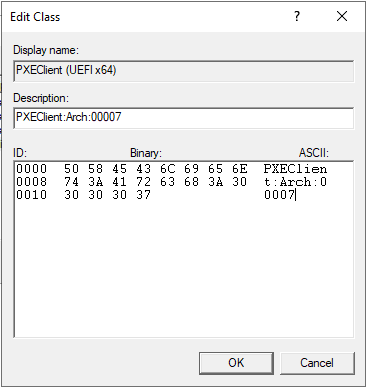 Edit Class
?
Display name:
PXEClient (UEFI x64)
Description:
PXEClient:Arch:00007
ID: Binary: ASCII:
0000 50 58 45 43 6C 69 65 6E PXEClien
0008 74 3A 41 72 63 68 3A 30 t:Arch:0
0010 30 30 30 37 0007
OK Cancel